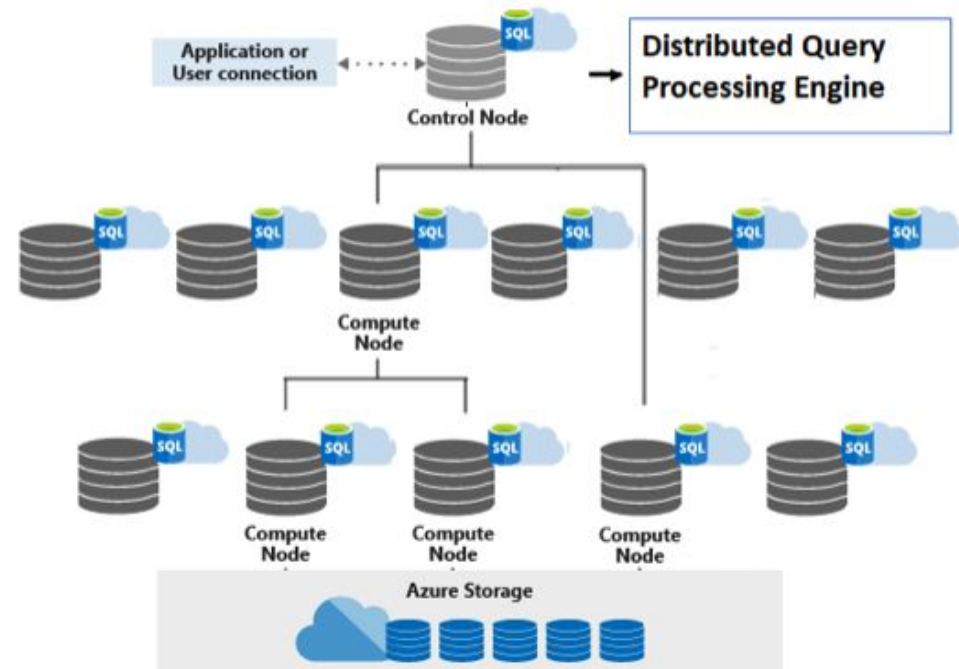 SQL
Application or
User connection
Distributed Query
Processing Engine
Control Node
SQL
SQL
SQL
SQL
SQL
SQL
Compute
Node
SQL
SQL
SQL
SQL
SQL
Compute
Node
Compute
Node
Compute
Node
Azure Storage